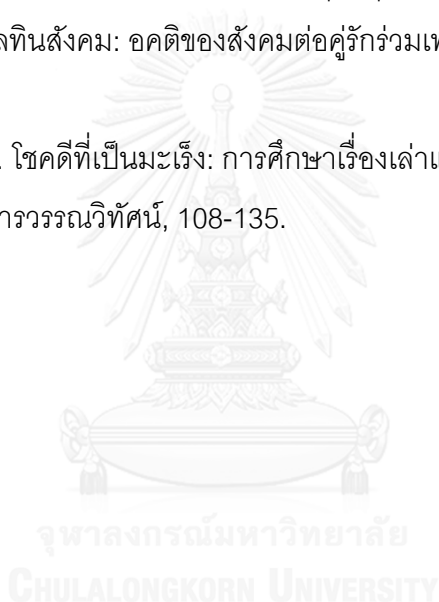 ลทินสังคม: อคติของสังคมต่อคู่รักร่วมเพ
. โชคดีที่เป็นมะเร็ง: การศึกษาเรื่องเล่าแ
ารวรรณวิทัศน์, 108-135.
จุฬาลงกรณ์มหาวิทยาลัย
CHULALONGKORN UNIVERSITY